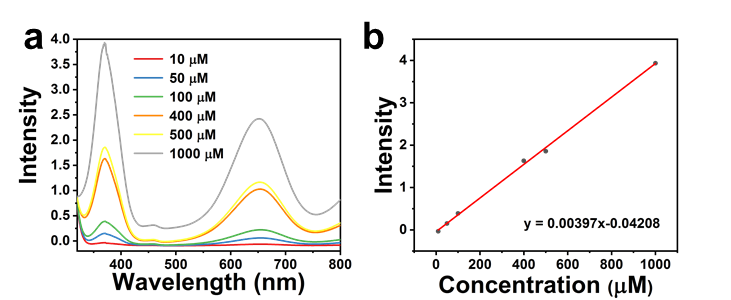 a
Intensity
4.0
3.5
3.0
2.5
2.0
1.5
1.0
0.5
0.0
10 μM
50 μM
100 μM
400 μM
500 μM
1000 μM
400 500 600 700 800
Wavelength (nm)
b
Intensity
4
3
2
1
0
y = 0.00397x-0.04208
0 200 400 600 800 1000
Concentration (μM)